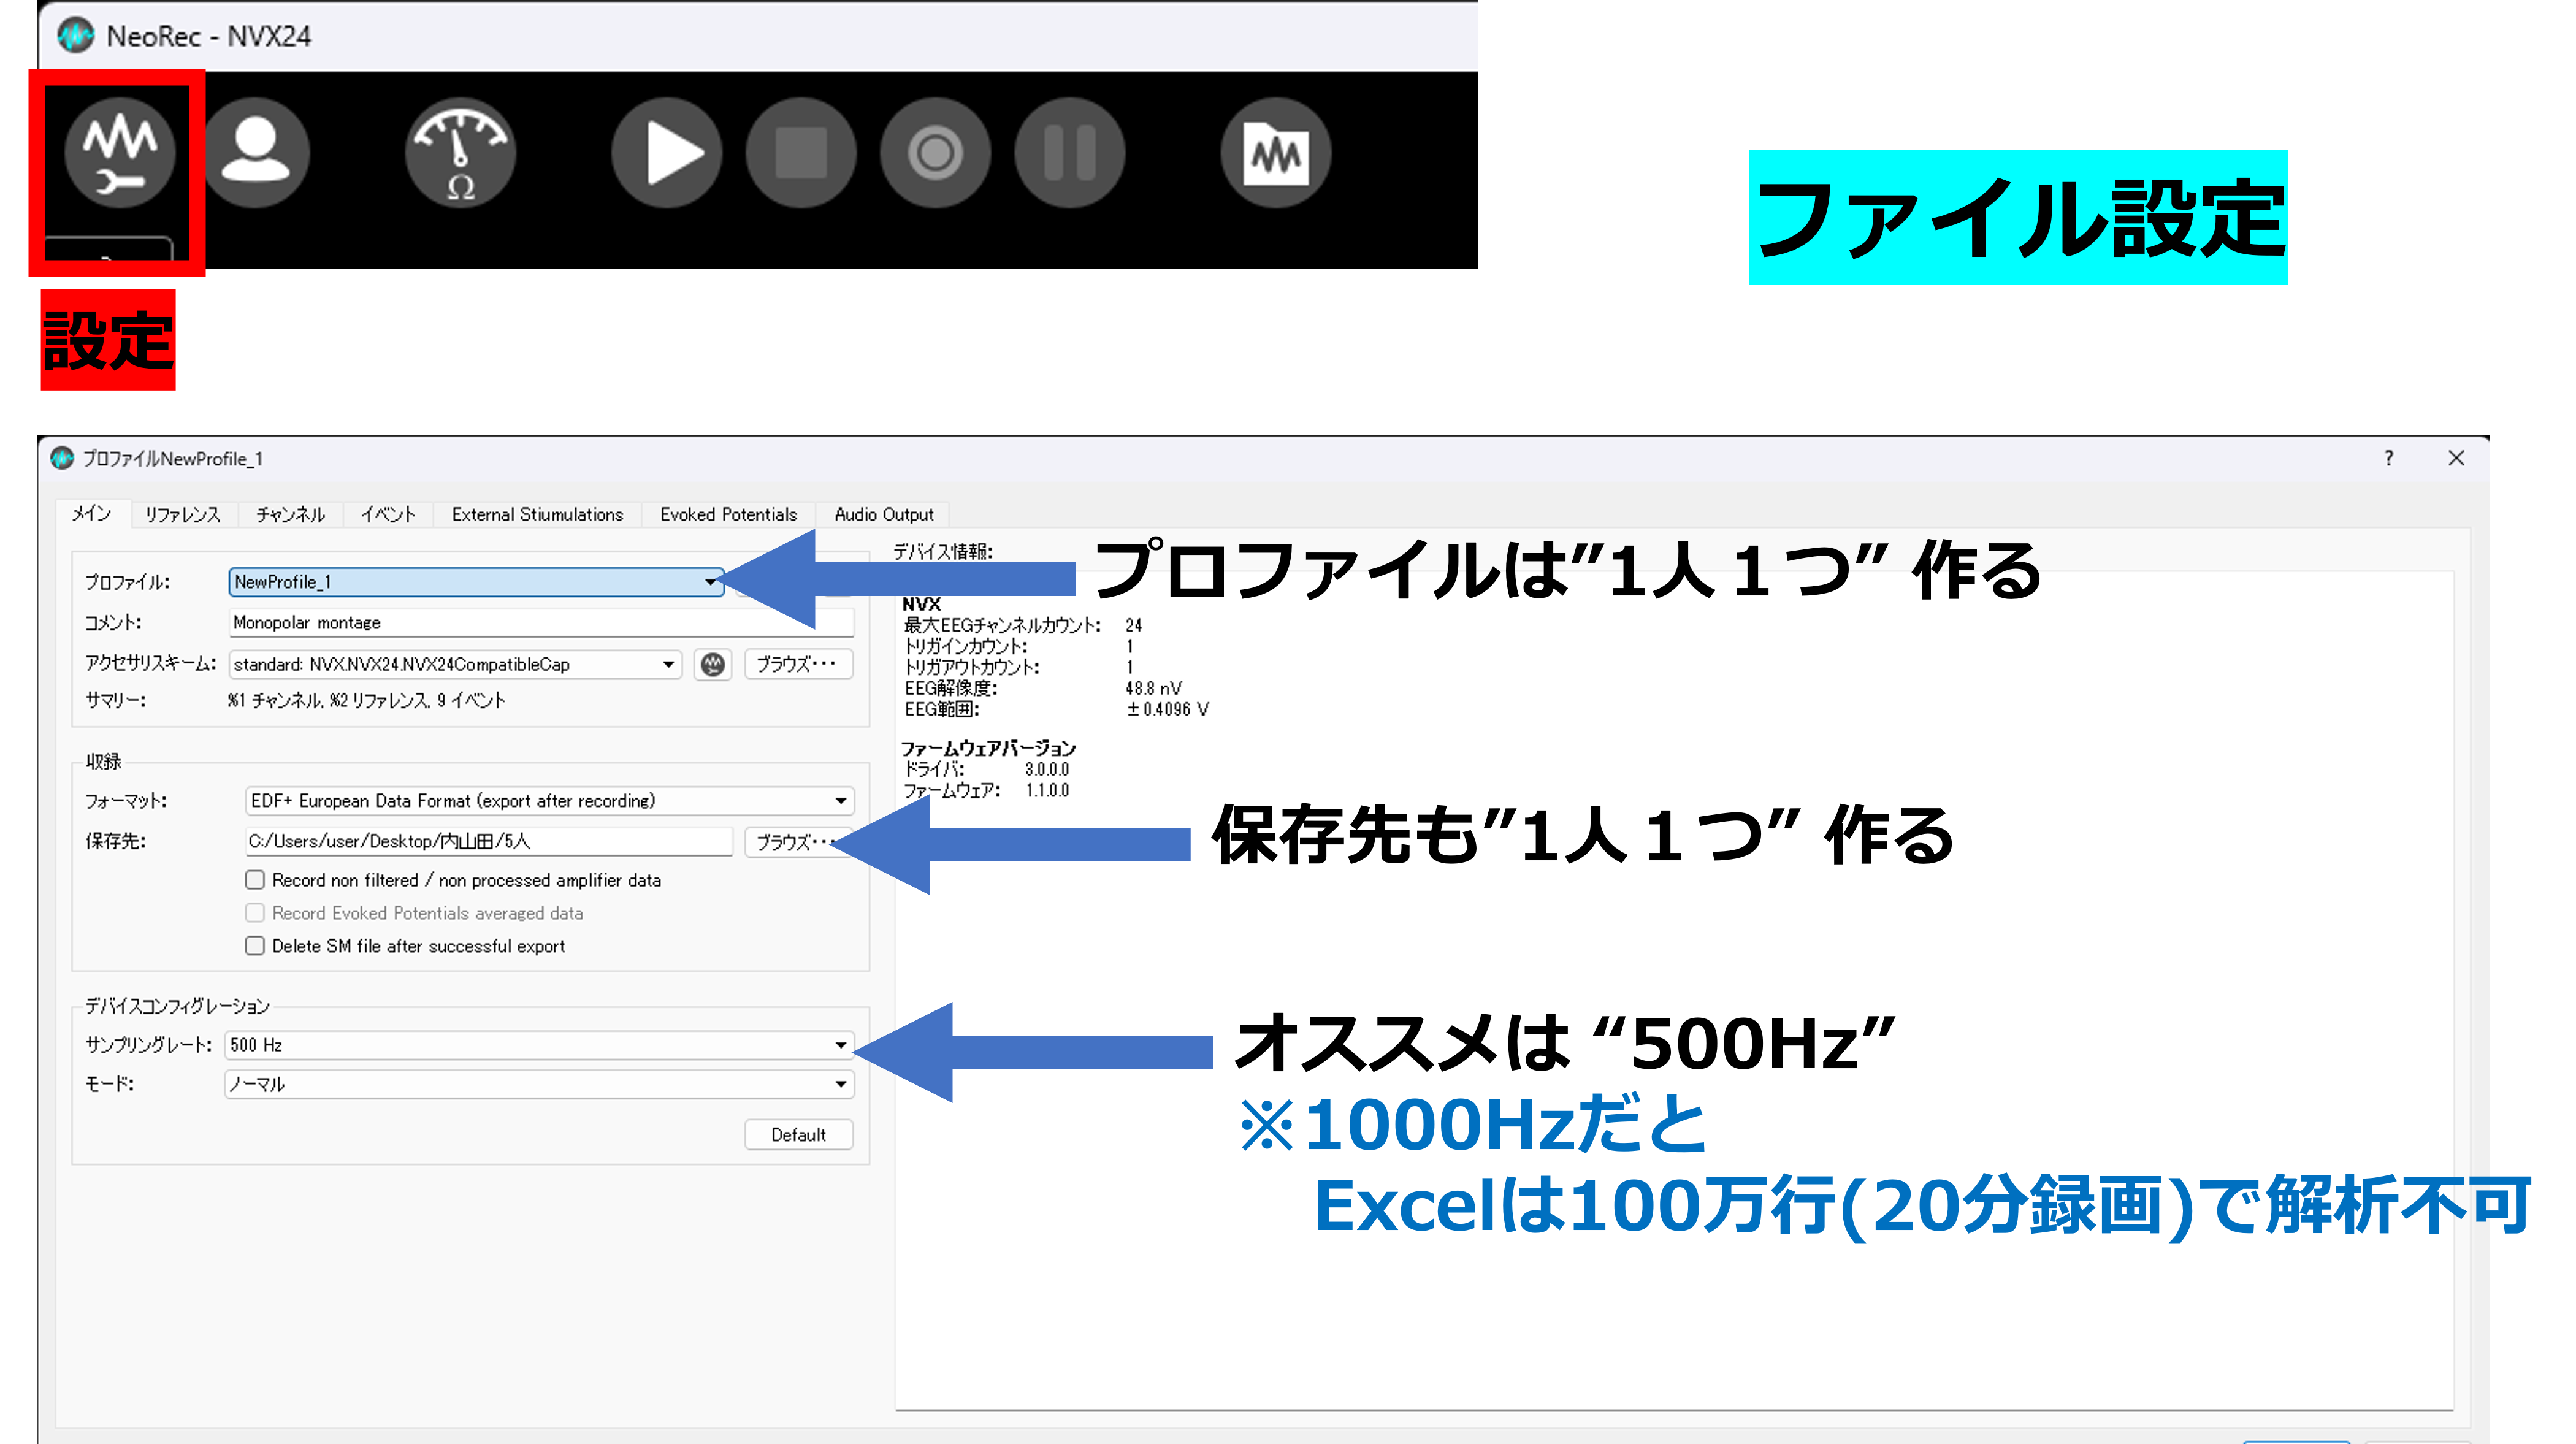 NeoRec - NVX24
Ω
ファイル設定
設定
プロファイルNewProfile_1
?
メイン リファレンス チャンネル イベント External Stiumulations Evoked Potentials Audio Output
プロファイル: NewProfile_1
コメント: Monopolar montage
アクセサリスキーム: standard: NVX.NVX24.NVX24CompatibleCap ブラウズ・・・
サマリー: %1 チャンネル, %2 リファレンス, 9 イベント
収録
フォーマット: EDF+ European Data Format (export after recording)
保存先: C:/Users/user/Desktop/内山田/5人 ブラウズ・・・
Record non filtered / non processed amplifier data
Record Evoked Potentials averaged data
Delete SM file after successful export
デバイスコンフィグレーション
サンプリングレート: 500 Hz
モード: ノーマル
Default
デバイス情報:
プロファイルは”1人１つ” 作る
NVX
最大EEGチャンネルカウント: 24
トリガインカウント: 1
トリガアウトカウント: 1
EEG解像度: 48.8 nV
EEG範囲: ± 0.4096 V
ファームウェアバージョン
ドライバ: 3.0.0.0
ファームウェア: 1.1.0.0
保存先も”1人１つ” 作る
オススメは “500Hz”
※1000Hzだと
Excelは100万行(20分録画)で解析不可